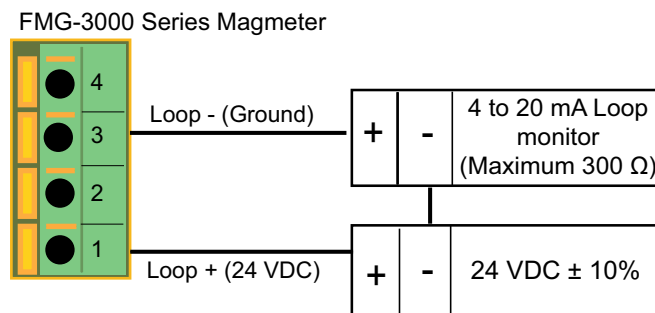 FMG-3000 Series Magmeter
4
3
2
1
Loop - (Ground)
Loop + (24 VDC)
+
-
4 to 20 mA Loop
monitor
(Maximum 300 Ω)
+
-
24 VDC ± 10%